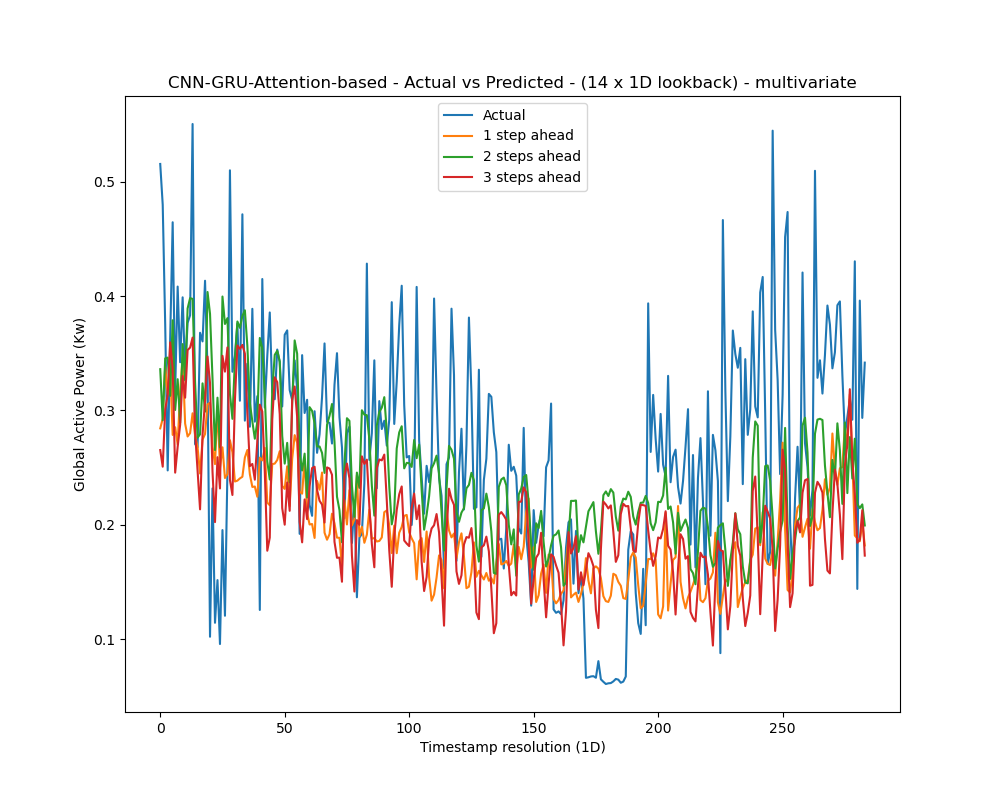 CNN-GRU-Attention-based - Actual vs Predicted - (14 x 1D lookback) - multivariate
Actual
1 step ahead
2 steps ahead
3 steps ahead
Global Active Power (Kw)
0.5
0.4
0.3
0.2
0.1
0 50 100 150 200 250
Timestamp resolution (1D)